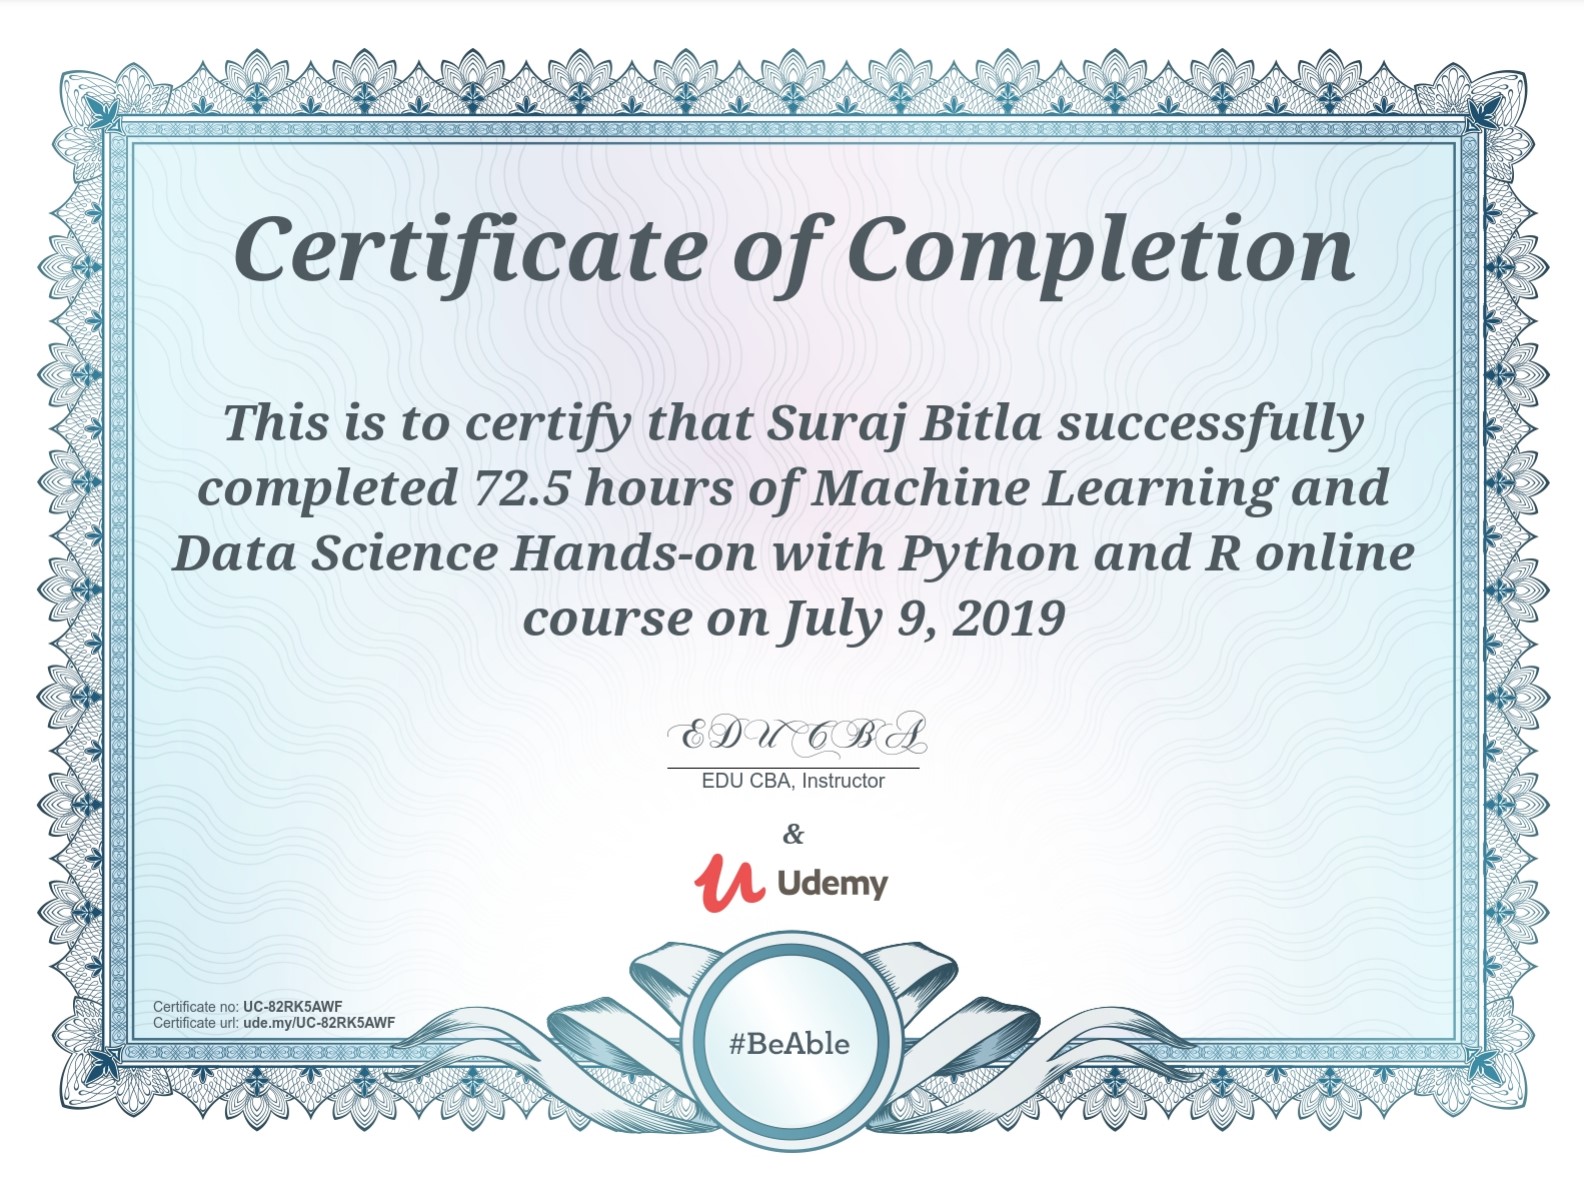 Certificate of Completion
This is to certify that Suraj Bitla successfully
completed 72.5 hours of Machine Learning and
Data Science Hands-on with Python and R online
course on July 9, 2019
EDU CBA
EDU CBA, Instructor
&
Udemy
Certificate no: UC-82RK5AWF
Certificate url: ude.my/UC-82RK5AWF
#BeAble